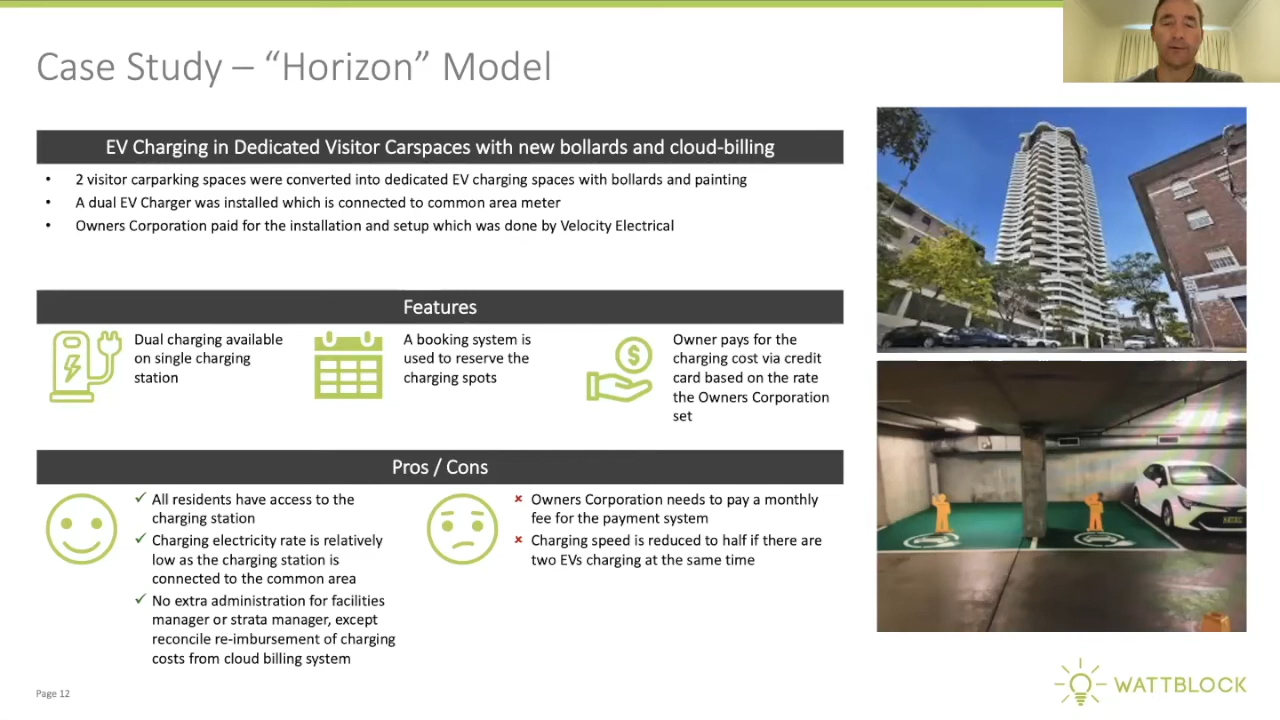 Case Study – “Horizon” Model
EV Charging in Dedicated Visitor Carspaces with new bollards and cloud-billing
• 2 visitor carparking spaces were converted into dedicated EV charging spaces with bollards and painting
• A dual EV Charger was installed which is connected to common area meter
• Owners Corporation paid for the installation and setup which was done by Velocity Electrical
Features
Dual charging available
on single charging
station
A booking system is
used to reserve the
charging spots
Owner pays for the
charging cost via credit
card based on the rate
the Owners Corporation
set
Pros / Cons
✓ All residents have access to the
charging station
✓ Charging electricity rate is relatively
low as the charging station is
connected to the common area
✓ No extra administration for facilities
manager or strata manager, except
reconcile re-imbursement of charging
costs from cloud billing system
× Owners Corporation needs to pay a monthly
fee for the payment system
× Charging speed is reduced to half if there are
two EVs charging at the same time
Page 12
WATTBLOCK